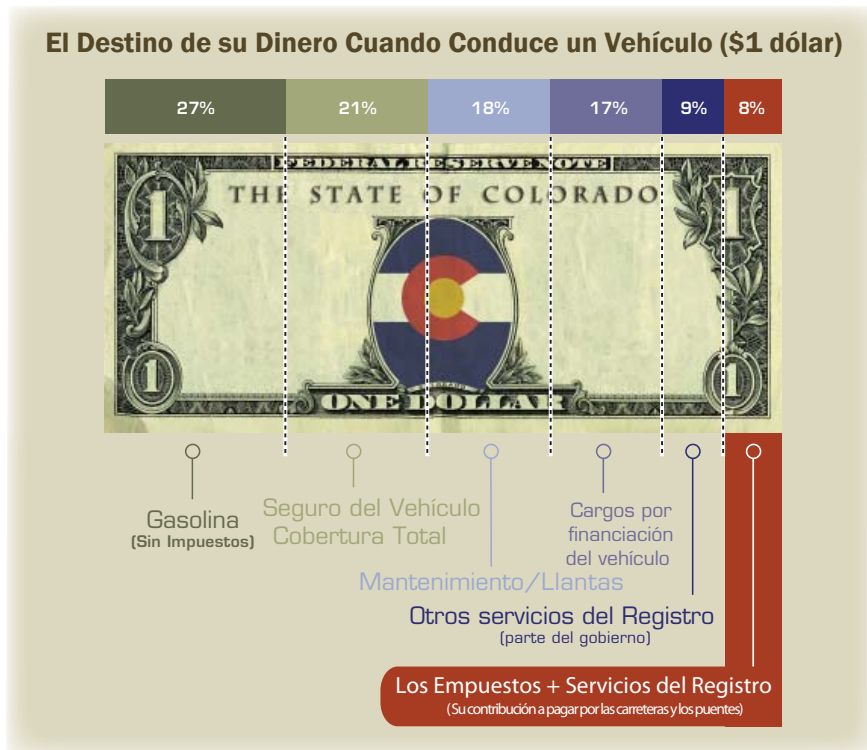 El Destino de su Dinero Cuando Conduce un Vehículo ($1 dólar)
27% 21% 18% 17% 9% 8%
FEDERAL RESERVE NOTE
THE STATE OF COLORADO
1 1
1 1
COLORADO
ONE DOLLAR
Gasolina
(Sin Impuestos)
Seguro del Vehículo
Cobertura Total
Mantenimiento/Llantas
Cargos por
financiación
del vehículo
Otros servicios del Registro
(parte del gobierno)
Los Empuestos + Servicios del Registro
(Su contribución a pagar por las carreteras y los puentes)